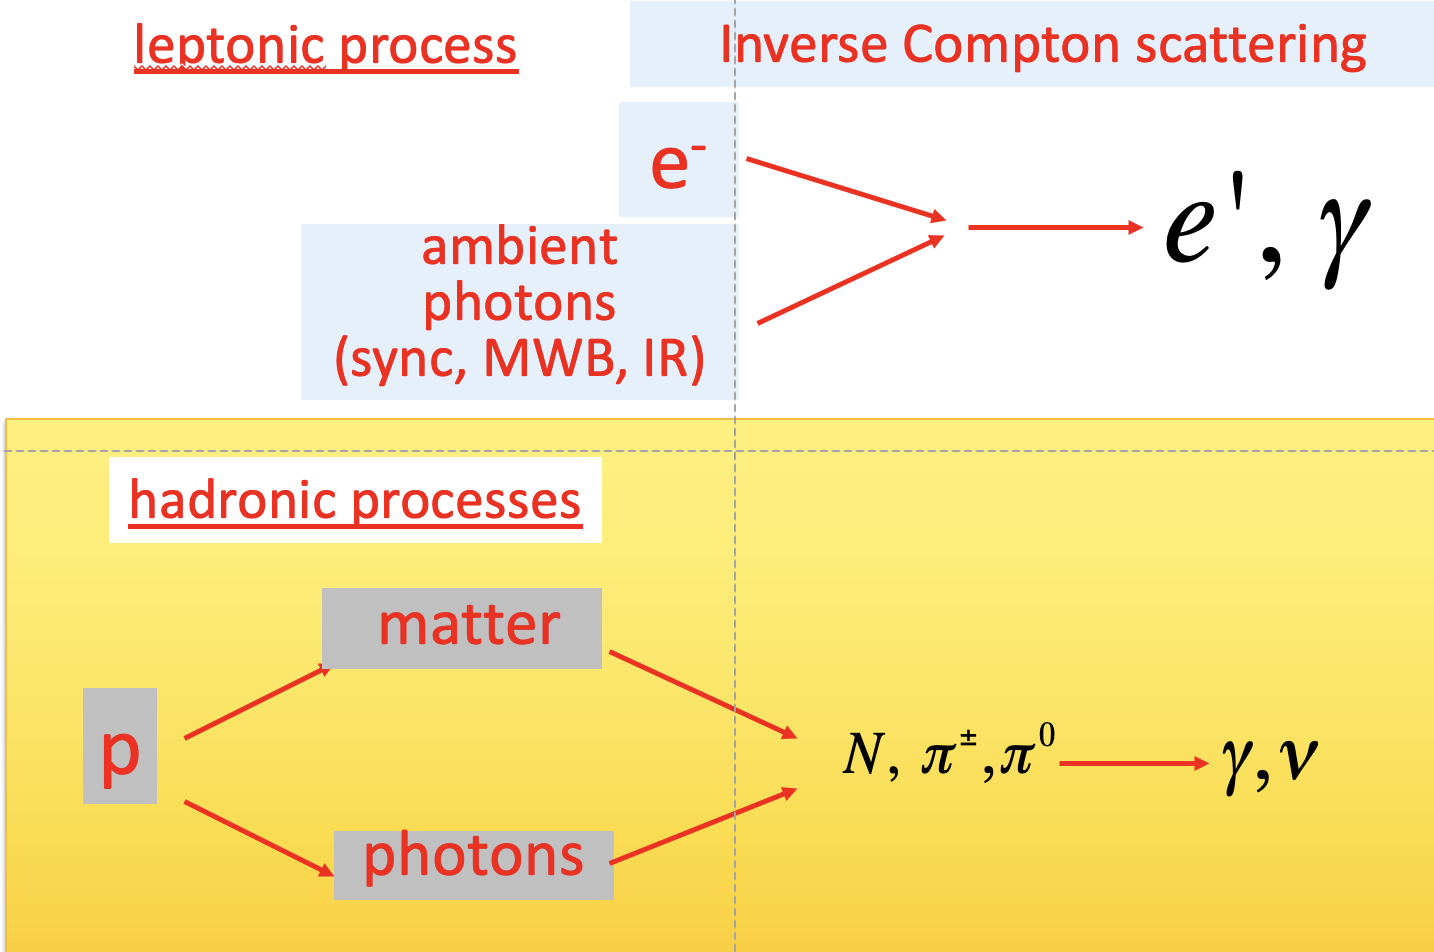 leptonic process
Inverse Compton scattering
e⁻
ambient
photons
(sync, MWB, IR)
e', γ
hadronic processes
matter
p
N, π±,π⁰
γ,ν
photons